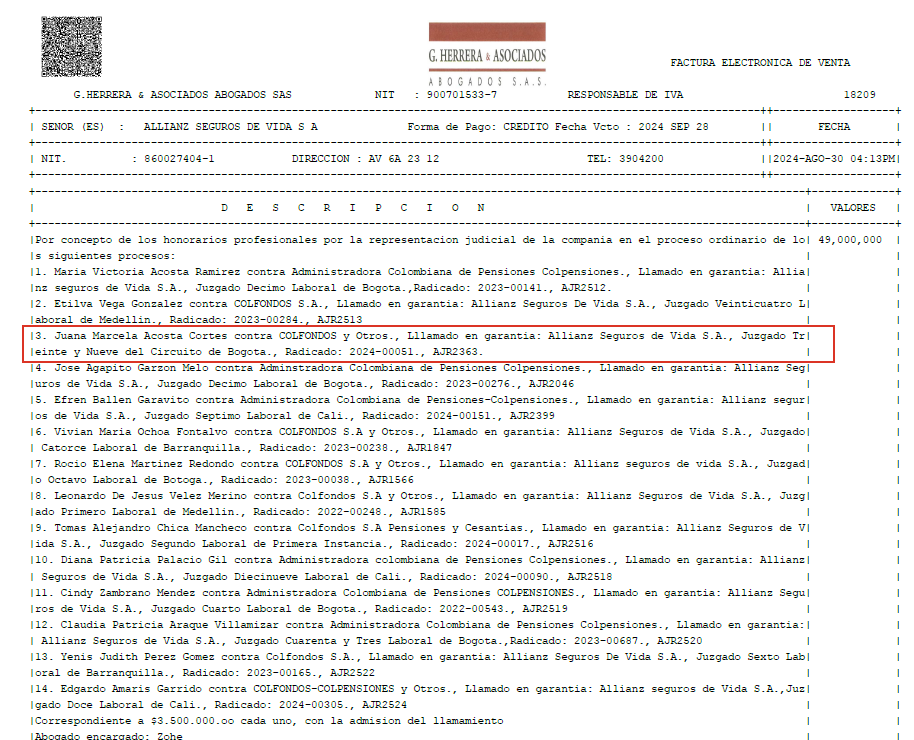 G. HERRERA & ASOCIADOS
ABOGADOS S.A.S.
FACTURA ELECTRONICA DE VENTA
G.HERRERA & ASOCIADOS ABOGADOS SAS NIT : 900701533-7 RESPONSABLE DE IVA 18209
SENOR (ES) : ALLIANZ SEGUROS DE VIDA S A Forma de Pago: CREDITO Fecha Vcto : 2024 SEP 28 FECHA
NIT. : 860027404-1 DIRECCION : AV 6A 23 12 TEL: 3904200 2024-AGO-30 04:13PM
D E S C R I P C I O N VALORES
Por concepto de los honorarios profesionales por la representacion judicial de la compania en el proceso ordinario de lo 49,000,000
s siguientes procesos:
1. Maria Victoria Acosta Ramirez contra Administradora Colombiana de Pensiones Colpensiones., Llamado en garantia: Allia
nz seguros de Vida S.A., Juzgado Decimo Laboral de Bogota.,Radicado: 2023-00141., AJR2512.
2. Etilva Vega Gonzalez contra COLFONDOS S.A., Llamado en garantia: Allianz Seguros De Vida S.A., Juzgado Veinticuatro L
aboral de Medellin., Radicado: 2023-00284., AJR2513
3. Juana Marcela Acosta Cortes contra COLFONDOS y Otros., Lllamado en garantia: Allianz Seguros de Vida S.A., Juzgado Tr
einte y Nueve del Circuito de Bogota., Radicado: 2024-00051., AJR2363.
4. Jose Agapito Garzon Melo contra Adminstradora Colombiana de Pensiones Colpensiones., Llamado en garantia: Allianz Seg
uros de Vida S.A., Juzgado Decimo Laboral de Bogota., Radicado: 2023-00276., AJR2046
5. Efren Ballen Garavito contra Administradora Colombiana de Pensiones-Colpensiones., Llamado en garantia: Allianz segur
os de Vida S.A., Juzgado Septimo Laboral de Cali., Radicado: 2024-00151., AJR2399
6. Vivian Maria Ochoa Fontalvo contra COLFONDOS S.A y Otros., Llamado en garantia: Allianz Seguros de Vida S.A., Juzgado
Catorce Laboral de Barranquilla., Radicado: 2023-00238., AJR1847
7. Rocio Elena Martinez Redondo contra COLFONDOS S.A y Otros., Llamado en garantia: Allianz seguros de vida S.A., Juzgad
o Octavo Laboral de Botoga., Radicado: 2023-00038., AJR1566
8. Leonardo De Jesus Velez Merino contra Colfondos S.A y Otros., Llamado en garantia: Allianz Seguros de Vida S.A., Juzg
ado Primero Laboral de Medellin., Radicado: 2022-00248., AJR1585
9. Tomas Alejandro Chica Mancheco contra Colfondos S.A Pensiones y Cesantias., Llamado en garantia: Allianz Seguros de V
ida S.A., Juzgado Segundo Laboral de Primera Instancia., Radicado: 2024-00017., AJR2516
10. Diana Patricia Palacio Gil contra Administradora colombiana de Pensiones Colpensiones., Llamado en garantia: Allianz
Seguros de Vida S.A., Juzgado Diecinueve Laboral de Cali., Radicado: 2024-00090., AJR2518
11. Cindy Zambrano Mendez contra Administradora Colombiana de Pensiones COLPENSIONES., Llamado en garantia: Allianz Segu
ros de Vida S.A., Juzgado Cuarto Laboral de Bogota., Radicado: 2022-00543., AJR2519
12. Claudia Patricia Araque Villamizar contra Administradora Colombiana de Pensiones Colpensiones., Llamado en garantia:
Allianz Seguros de Vida S.A., Juzgado Cuarenta y Tres Laboral de Bogota.,Radicado: 2023-00687., AJR2520
13. Yenis Judith Perez Gomez contra Colfondos S.A., Llamado en garantia: Allianz Seguros De Vida S.A., Juzgado Sexto Lab
oral de Barranquilla., Radicado: 2023-00165., AJR2522
14. Edgardo Amaris Garrido contra COLFONDOS-COLPENSIONES y Otros., Llamado en garantia: Allianz Seguros de Vida S.A.,Juz
gado Doce Laboral de Cali., Radicado: 2024-00305., AJR2524
Correspondiente a $3.500.000.oo cada uno, con la admision del llamamiento
Abogado encargado: Zohe